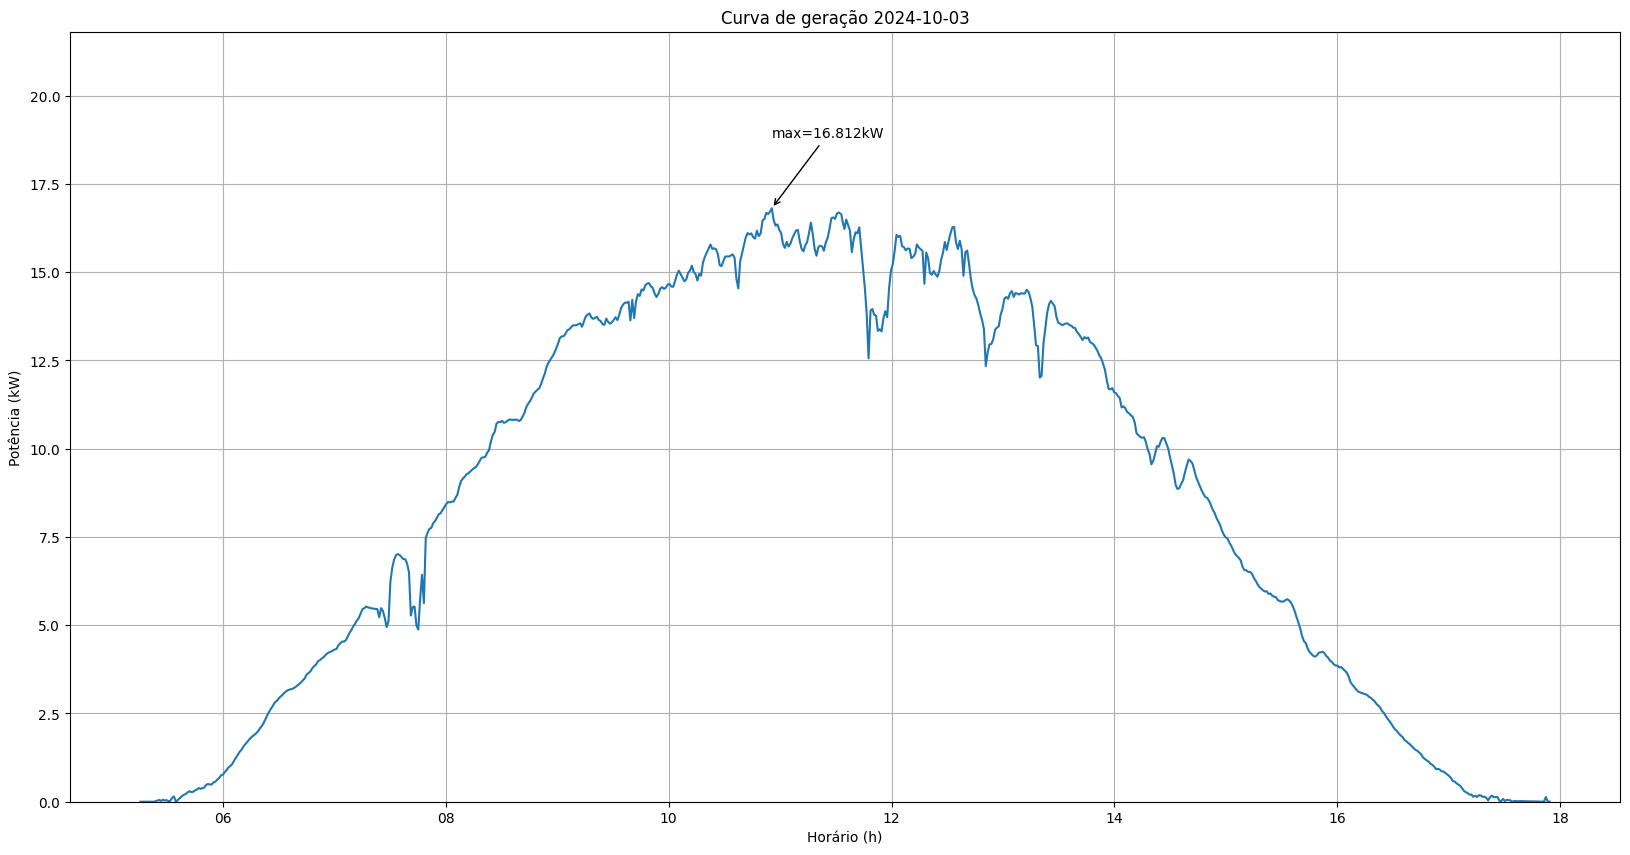 Curva de geração 2024-10-03
20.0
max=16.812kW
17.5
15.0
12.5
10.0
7.5
5.0
2.5
0.0
Potência (kW)
06 08 10 12 14 16 18
Horário (h)